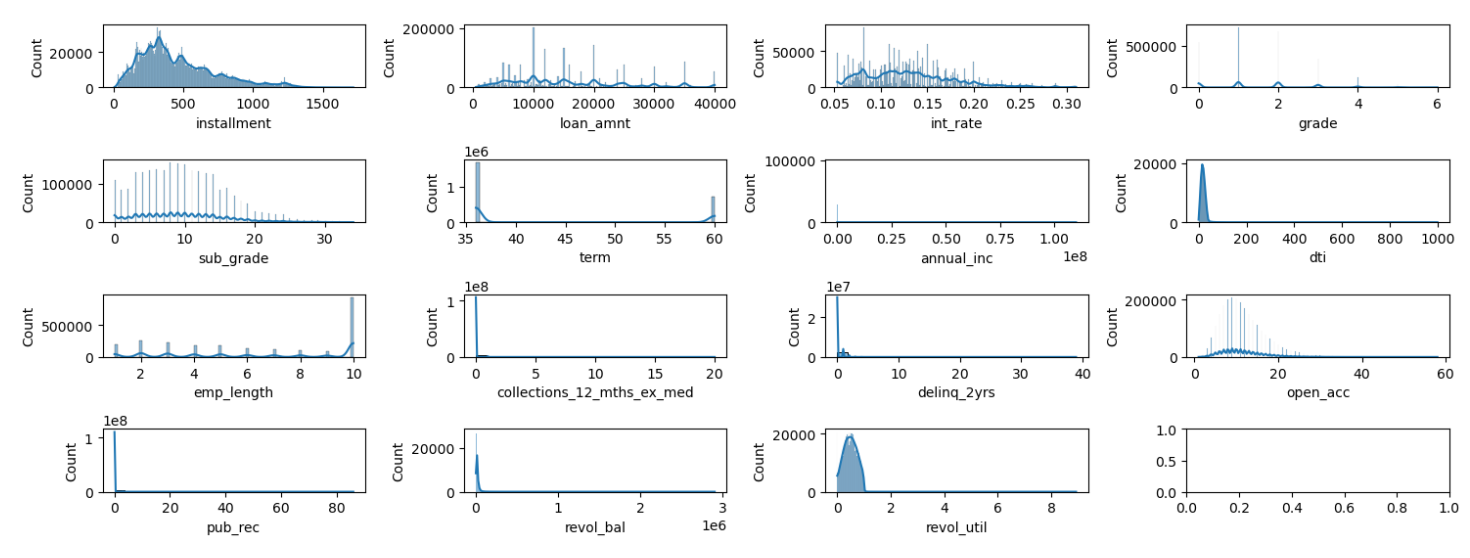 Count
20000
0
0 500 1000 1500
installment
Count
200000
100000
0
0 10000 20000 30000 40000
loan_amnt
Count
50000
0
0.05 0.10 0.15 0.20 0.25 0.30
int_rate
Count
500000
0
0 2 4 6
grade
Count
100000
0
0 10 20 30
sub_grade
1e6
Count
1
0
35 40 45 50 55 60
term
Count
100000
50000
0
0.00 0.25 0.50 0.75 1.00
1e8
annual_inc
Count
20000
10000
0
0 200 400 600 800 1000
dti
Count
500000
0
2 4 6 8 10
emp_length
1e8
Count
1
0
0 5 10 15 20
collections_12_mths_ex_med
1e7
Count
2
0
0 10 20 30 40
delinq_2yrs
Count
200000
0
0 20 40 60
open_acc
1e8
Count
1
0
0 20 40 60 80
pub_rec
Count
20000
0
0 1 2 3
1e6
revol_bal
Count
20000
0
0 2 4 6 8
revol_util
1.0
0.5
0.0
0.0 0.2 0.4 0.6 0.8 1.0